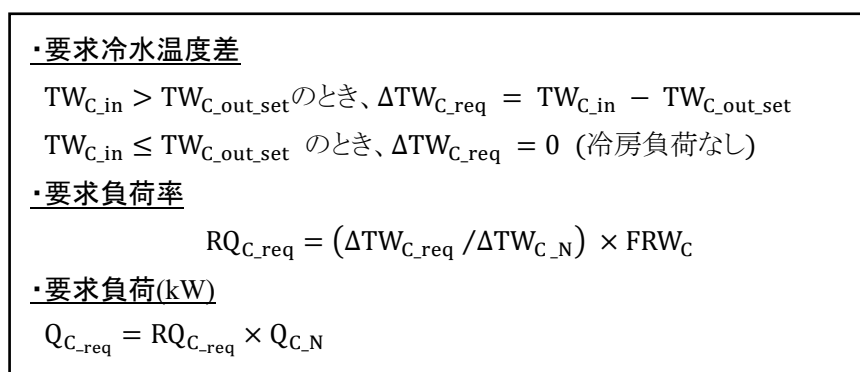 ・要求冷水温度差
TW_C_in > TW_C_out_setのとき、ΔTW_C_req = TW_C_in − TW_C_out_set
TW_C_in ≤ TW_C_out_set のとき、ΔTW_C_req = 0 (冷房負荷なし)
・要求負荷率
RQ_C_req = (ΔTW_C_req /ΔTW_C_N) × FRW_C
・要求負荷(kW)
Q_C_req = RQ_C_req × Q_C_N